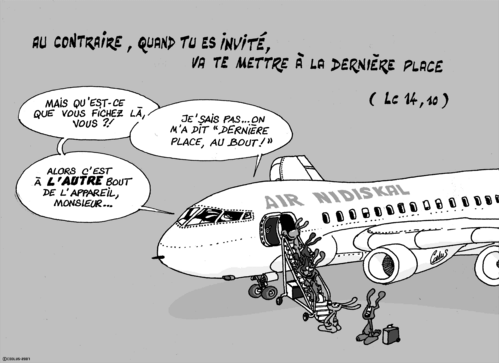 AU CONTRAIRE, QUAND TU ES INVITÉ,
VA TE METTRE À LA DERNIÈRE PLACE
( LC 14, 10 )
MAIS QU'EST-CE
QUE VOUS FICHEZ LÀ,
VOUS ?!
JE SAIS PAS... ON
M'A DIT "DERNIÈRE
PLACE, AU BOUT !"
ALORS C'EST
À L'AUTRE BOUT
DE L'APPAREIL,
MONSIEUR...
AIR NIDISKAL